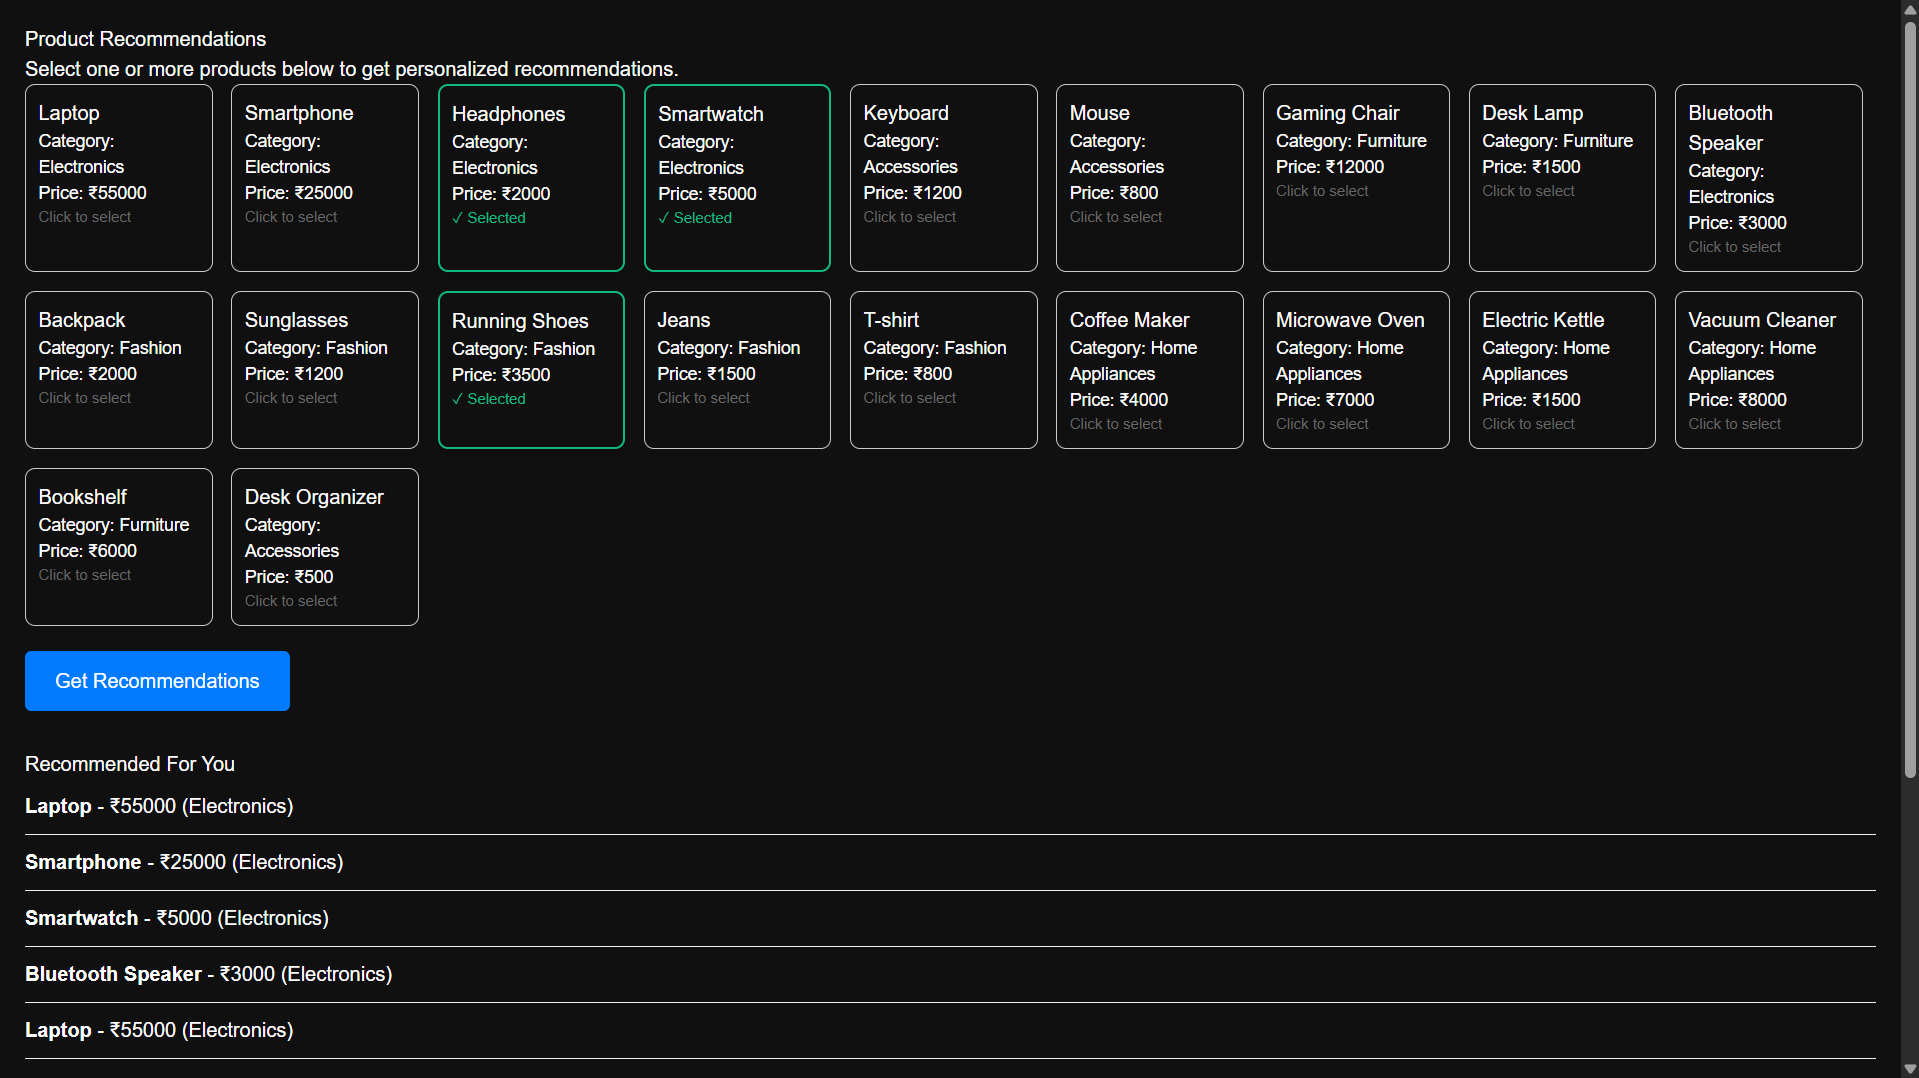 Product Recommendations
Select one or more products below to get personalized recommendations.
Laptop
Category:
Electronics
Price: ₹55000
Click to select
Smartphone
Category:
Electronics
Price: ₹25000
Click to select
Headphones
Category:
Electronics
Price: ₹2000
✓ Selected
Smartwatch
Category:
Electronics
Price: ₹5000
✓ Selected
Keyboard
Category:
Accessories
Price: ₹1200
Click to select
Mouse
Category:
Accessories
Price: ₹800
Click to select
Gaming Chair
Category: Furniture
Price: ₹12000
Click to select
Desk Lamp
Category: Furniture
Price: ₹1500
Click to select
Bluetooth
Speaker
Category:
Electronics
Price: ₹3000
Click to select
Backpack
Category: Fashion
Price: ₹2000
Click to select
Sunglasses
Category: Fashion
Price: ₹1200
Click to select
Running Shoes
Category: Fashion
Price: ₹3500
✓ Selected
Jeans
Category: Fashion
Price: ₹1500
Click to select
T-shirt
Category: Fashion
Price: ₹800
Click to select
Coffee Maker
Category: Home
Appliances
Price: ₹4000
Click to select
Microwave Oven
Category: Home
Appliances
Price: ₹7000
Click to select
Electric Kettle
Category: Home
Appliances
Price: ₹1500
Click to select
Vacuum Cleaner
Category: Home
Appliances
Price: ₹8000
Click to select
Bookshelf
Category: Furniture
Price: ₹6000
Click to select
Desk Organizer
Category:
Accessories
Price: ₹500
Click to select
Get Recommendations
Recommended For You
Laptop - ₹55000 (Electronics)
Smartphone - ₹25000 (Electronics)
Smartwatch - ₹5000 (Electronics)
Bluetooth Speaker - ₹3000 (Electronics)
Laptop - ₹55000 (Electronics)